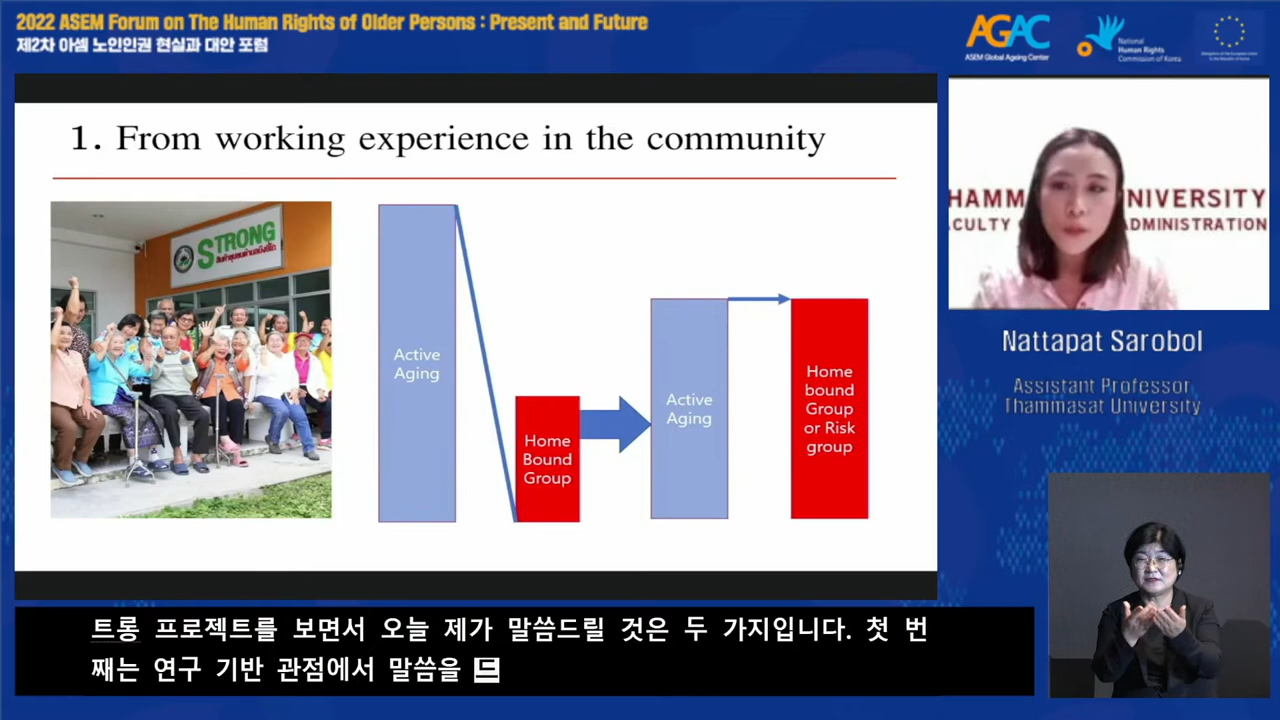 2022 ASEM Forum on The Human Rights of Older Persons : Present and Future
제2차 아셈 노인인권 현실과 대안 포럼
AGAC
ASEM Global Ageing Center
National
Human Rights
Commission of Korea
1. From working experience in the community
STRONG
Active
Aging
Home
Bound
Group
Active
Aging
Home
bound
Group
or Risk
group
HAMM NIVERSITY
CULTY DMINISTRATION
Nattapat Sarobol
Assistant Professor
Thammasat University
트롱 프로젝트를 보면서 오늘 제가 말씀드릴 것은 두 가지입니다. 첫 번
째는 연구 기반 관점에서 말씀을 드